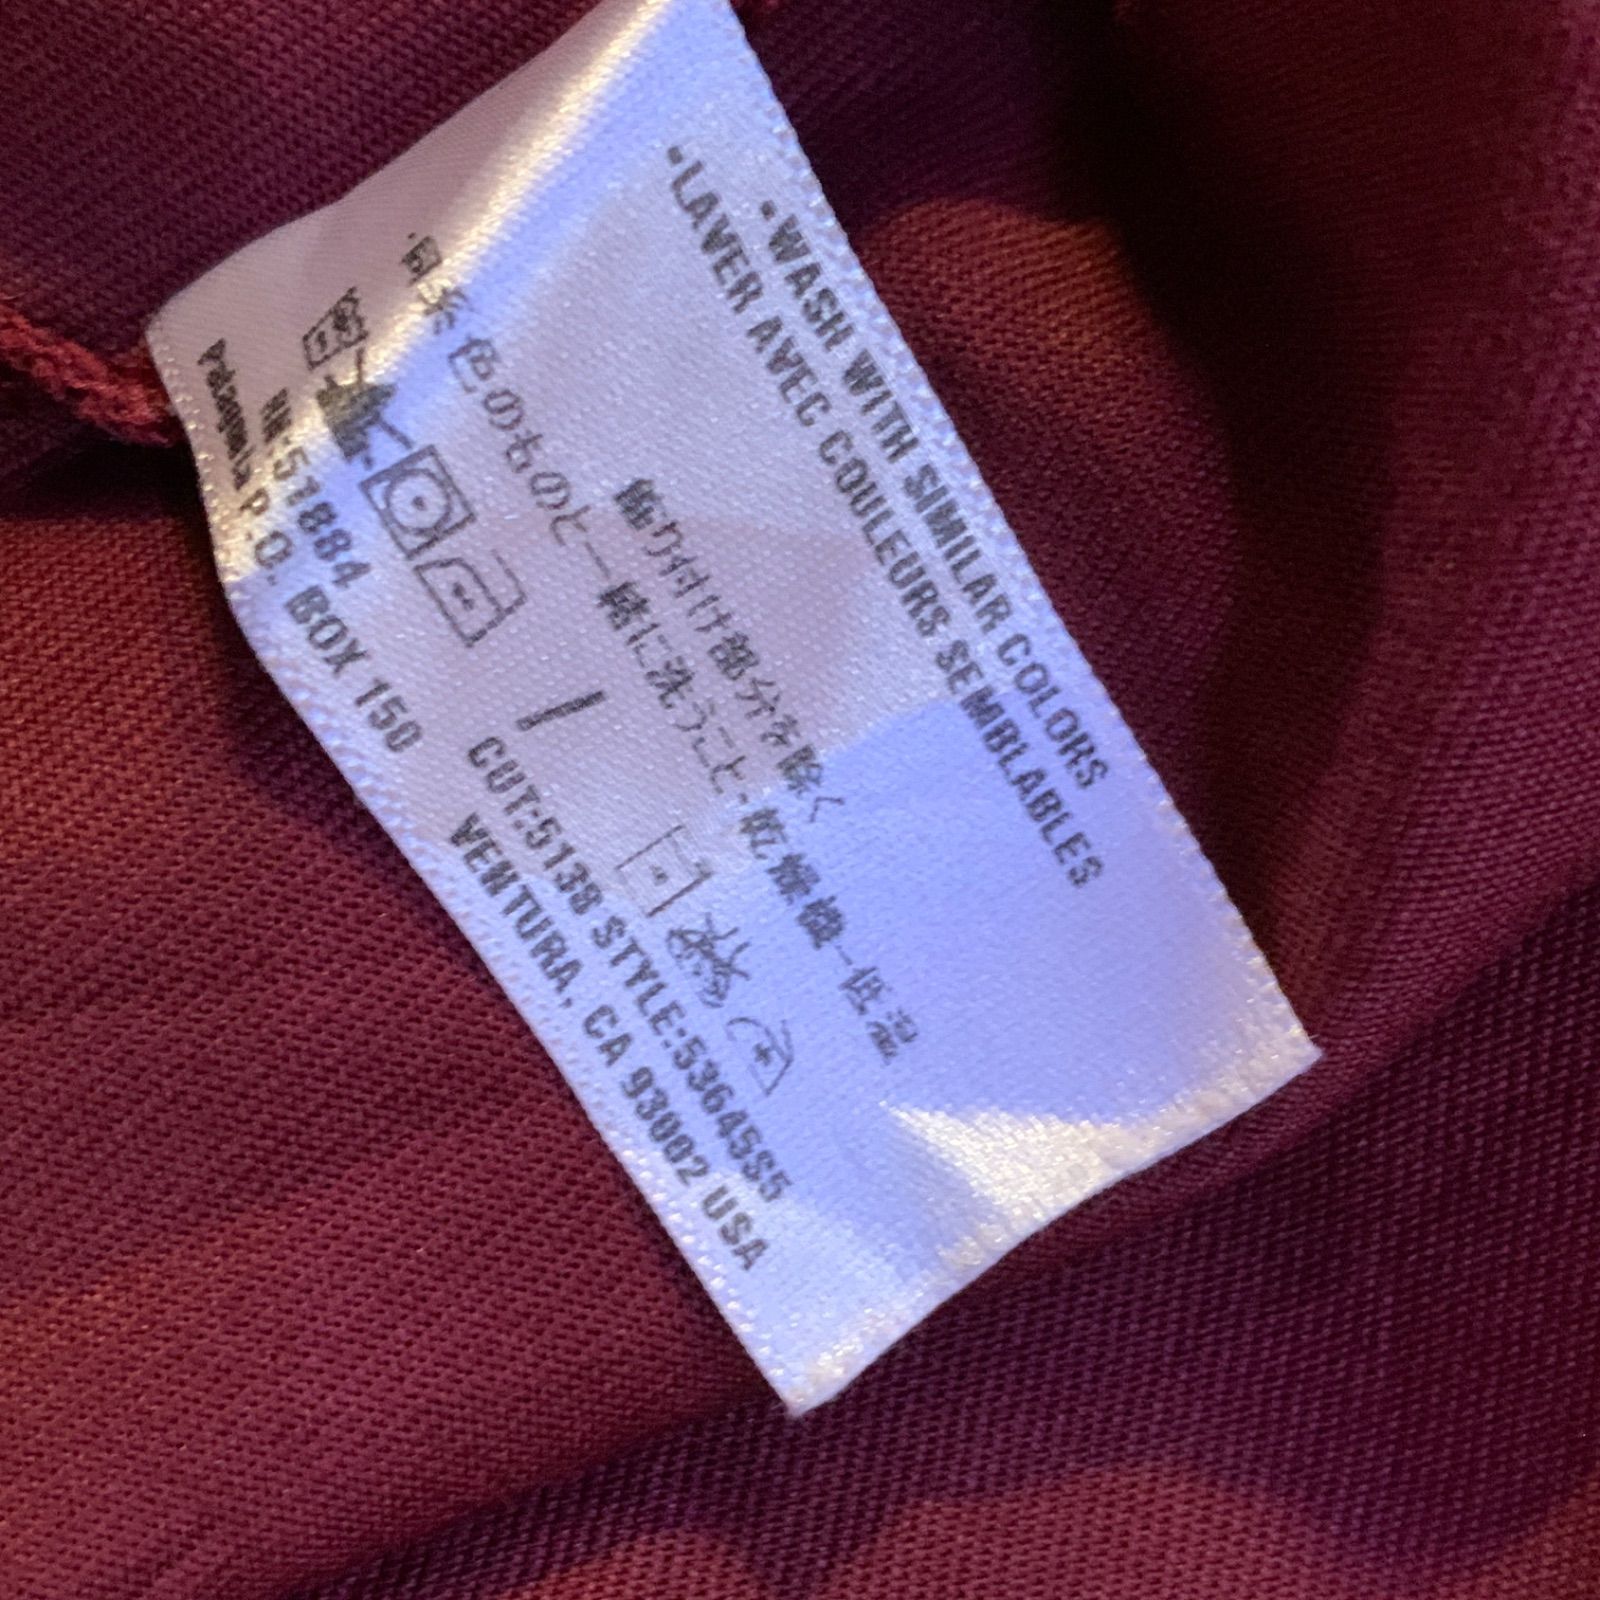 •WASH WITH SIMILAR COLORS
•LAVER AVEC COULEURS SEMBLABLES
飾り付け部分を除く
・同系色のものと一緒に洗うこと・乾燥機－低温
RN:51884 CUT:5138 STYLE:53645S5
Patagonia P.O. BOX 150 VENTURA, CA 93002 USA